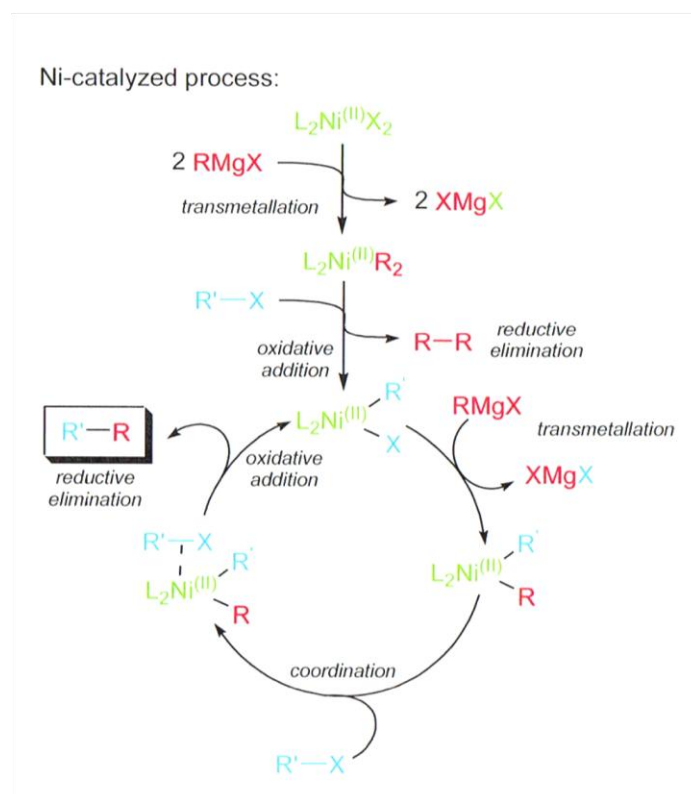 Ni-catalyzed process:
L₂Ni⁽ᴵᴵ⁾X₂
2 RMgX
transmetallation
2 XMgX
L₂Ni⁽ᴵᴵ⁾R₂
R'—X
oxidative
addition
R—R
reductive
elimination
L₂Ni⁽ᴵᴵ⁾
R'
X
RMgX
transmetallation
XMgX
R'—R
reductive
elimination
oxidative
addition
R'—X
L₂Ni⁽ᴵᴵ⁾
R'
R
L₂Ni⁽ᴵᴵ⁾
R'
R
coordination
R'—X